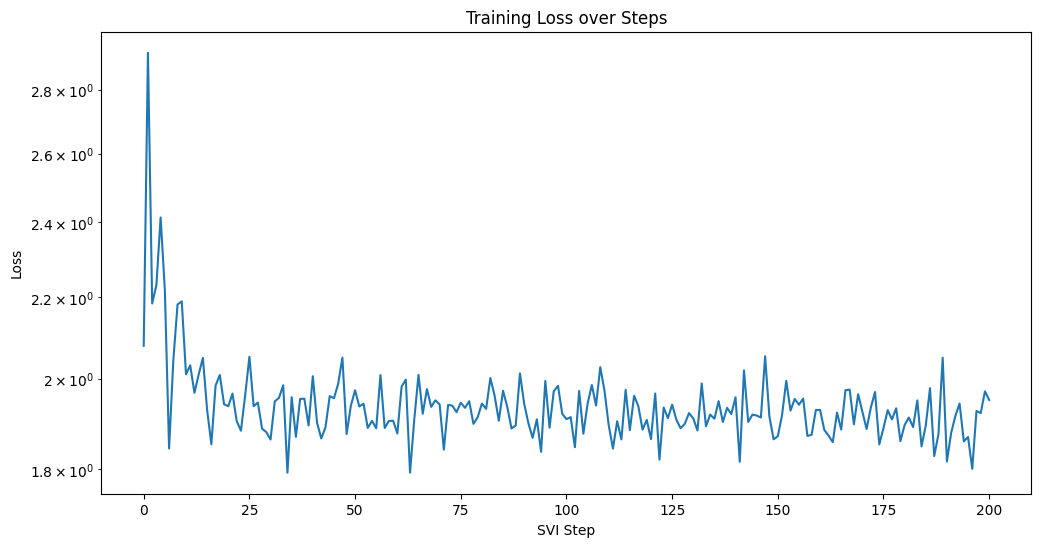 Training Loss over Steps
2.8 × 10⁰
2.6 × 10⁰
2.4 × 10⁰
2.2 × 10⁰
2 × 10⁰
1.8 × 10⁰
Loss
0 25 50 75 100 125 150 175 200
SVI Step